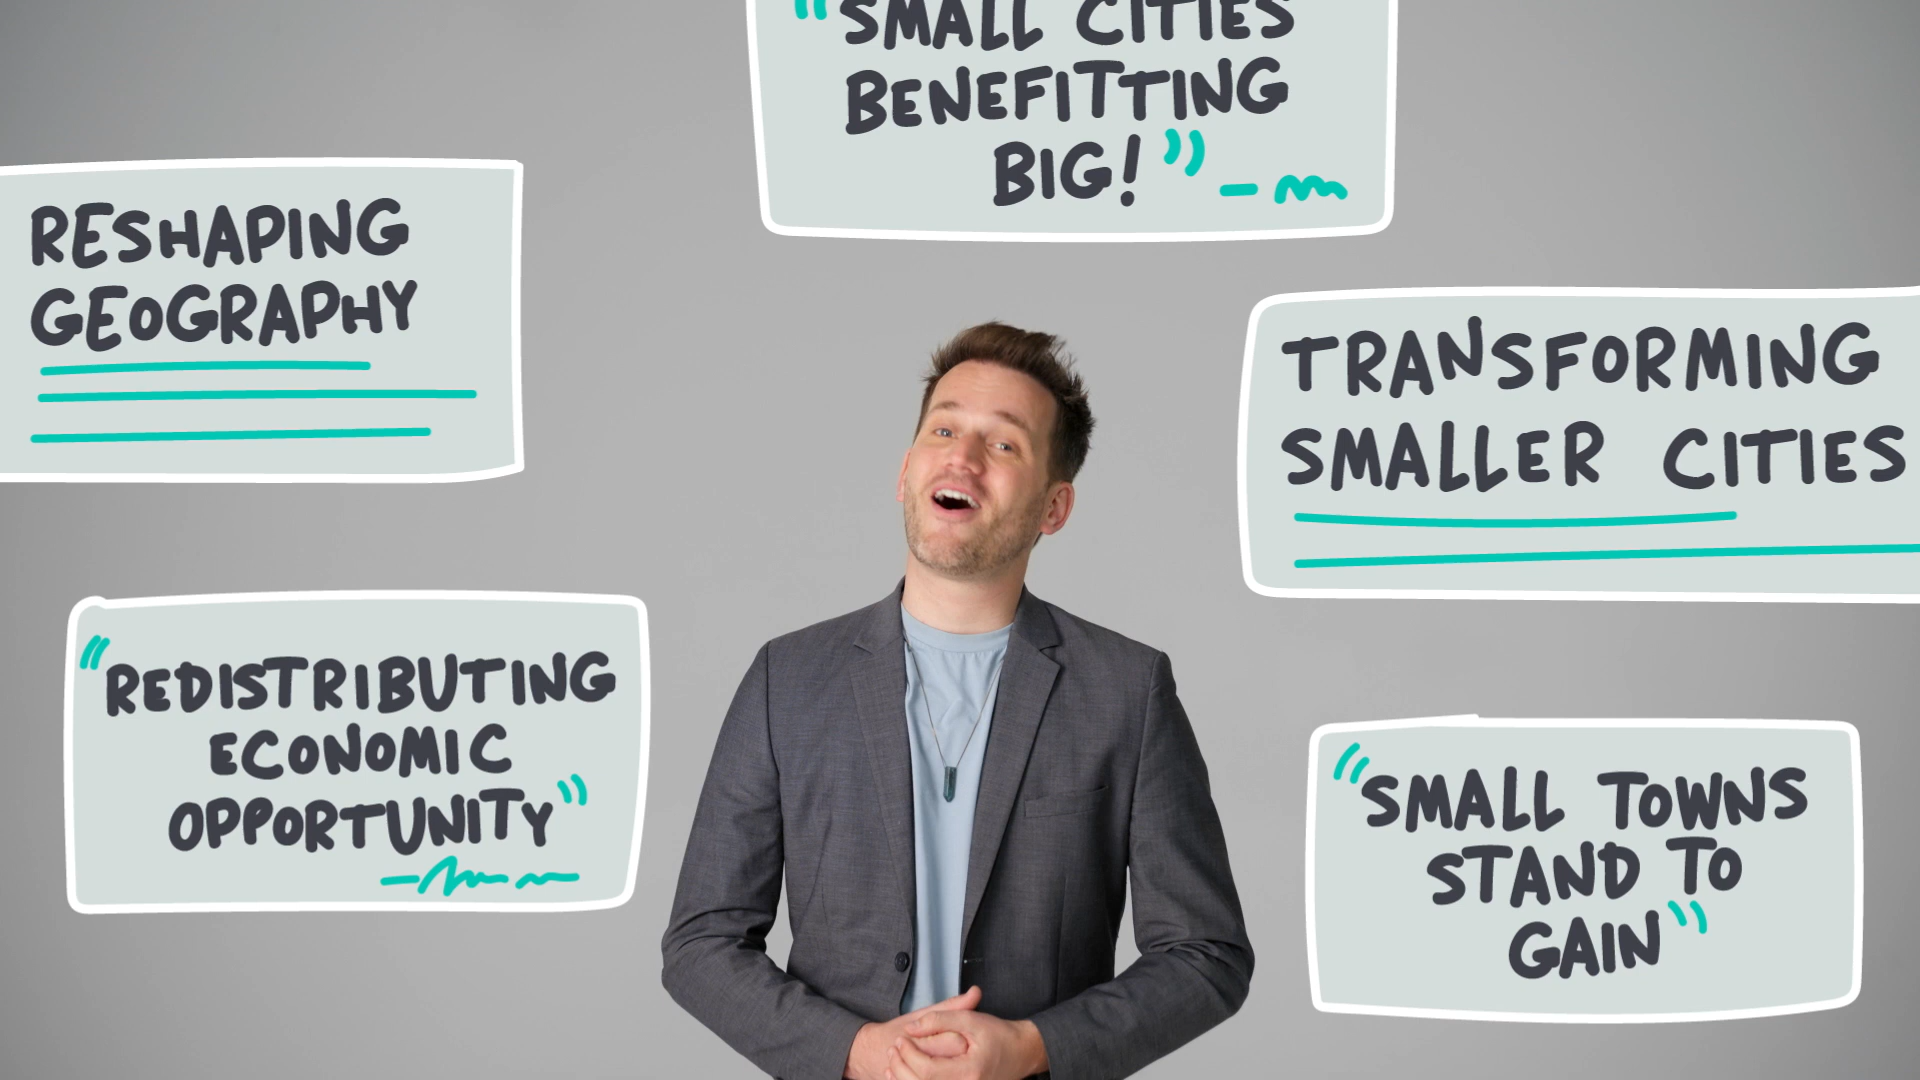 "SMALL CITIES
BENEFITTING
BIG!"
RESHAPING
GEOGRAPHY
TRANSFORMING
SMALLER CITIES
"REDISTRIBUTING
ECONOMIC
OPPORTUNITY"
"SMALL TOWNS
STAND TO
GAIN"